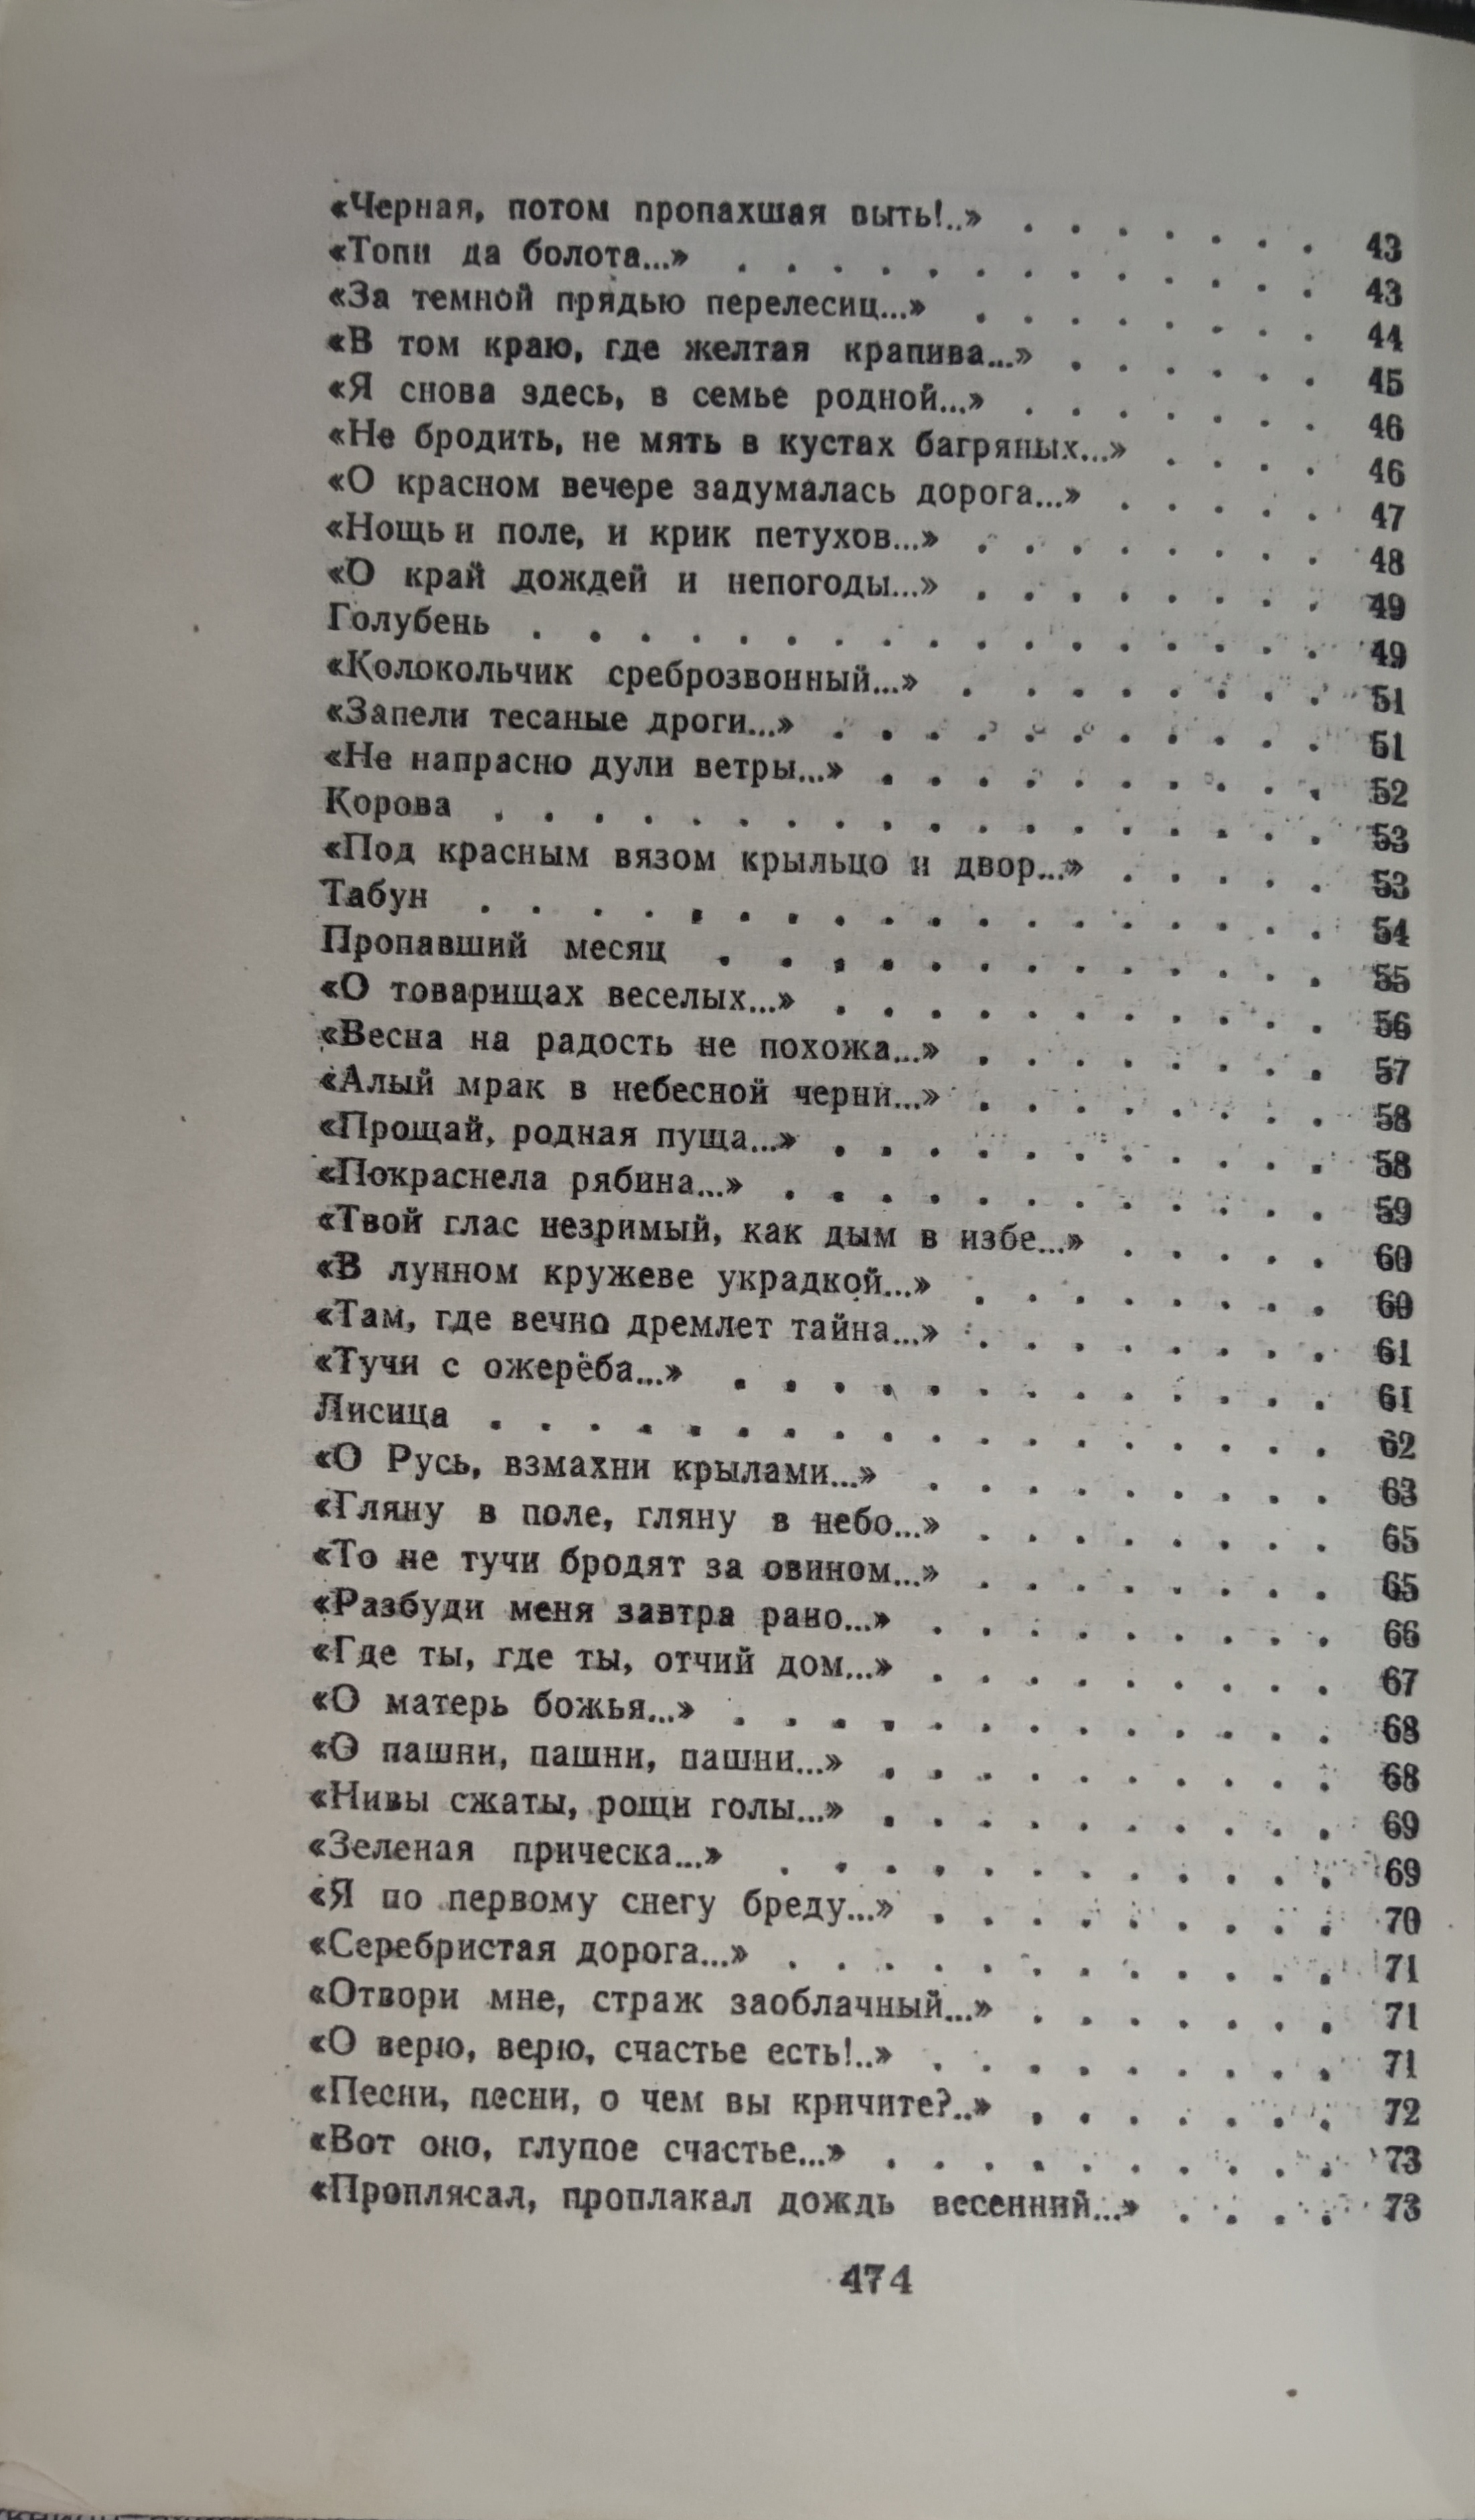 «Черная, потом пропахшая выть!..» . . . . . . . 43
«Топи да болота...» . . . . . . . . . . . . . 43
«За темной прядью перелесиц...» . . . . . . . . 44
«В том краю, где желтая крапива...» . . . . . . 45
«Я снова здесь, в семье родной...» . . . . . . . 46
«Не бродить, не мять в кустах багряных...» . . . . 46
«О красном вечере задумалась дорога...» . . . . . 47
«Нощь и поле, и крик петухов...» . . . . . . . . 48
«О край дождей и непогоды...» . . . . . . . . 49
Голубень . . . . . . . . . . . . . . . . . 49
«Колокольчик среброзвонный...» . . . . . . . . 51
«Запели тесаные дроги...» . . . . . . . . . . . 51
«Не напрасно дули ветры...» . . . . . . . . . . 52
Корова . . . . . . . . . . . . . . . . . . 53
«Под красным вязом крыльцо и двор...» . . . . . 53
Табун . . . . . . . . . . . . . . . . . . 54
Пропавший месяц . . . . . . . . . . . . . 55
«О товарищах веселых...» . . . . . . . . . . . 56
«Весна на радость не похожа...» . . . . . . . . 57
«Алый мрак в небесной черни...» . . . . . . . . 58
«Прощай, родная пуща...» . . . . . . . . . . . 58
«Покраснела рябина...» . . . . . . . . . . . . 59
«Твой глас незримый, как дым в избе...» . . . . . 60
«В лунном кружеве украдкой...» . . . . . . . . 60
«Там, где вечно дремлет тайна...» . . . . . . . . 61
«Тучи с ожерёба...» . . . . . . . . . . . . . 61
Лисица . . . . . . . . . . . . . . . . . . 62
«О Русь, взмахни крылами...» . . . . . . . . . 63
«Гляну в поле, гляну в небо...» . . . . . . . . 65
«То не тучи бродят за овином...» . . . . . . . . 65
«Разбуди меня завтра рано...» . . . . . . . . . 66
«Где ты, где ты, отчий дом...» . . . . . . . . . 67
«О матерь божья...» . . . . . . . . . . . . . 68
«О пашни, пашни, пашни...» . . . . . . . . . . 68
«Нивы сжаты, рощи голы...» . . . . . . . . . . 69
«Зеленая прическа...» . . . . . . . . . . . . 69
«Я по первому снегу бреду...» . . . . . . . . . 70
«Серебристая дорога...» . . . . . . . . . . . . 71
«Отвори мне, страж заоблачный...» . . . . . . . 71
«О верю, верю, счастье есть!..» . . . . . . . . . 71
«Песни, песни, о чем вы кричите?..» . . . . . . . 72
«Вот оно, глупое счастье...» . . . . . . . . . . 73
«Проплясал, проплакал дождь весенний...» . . . . 73
474